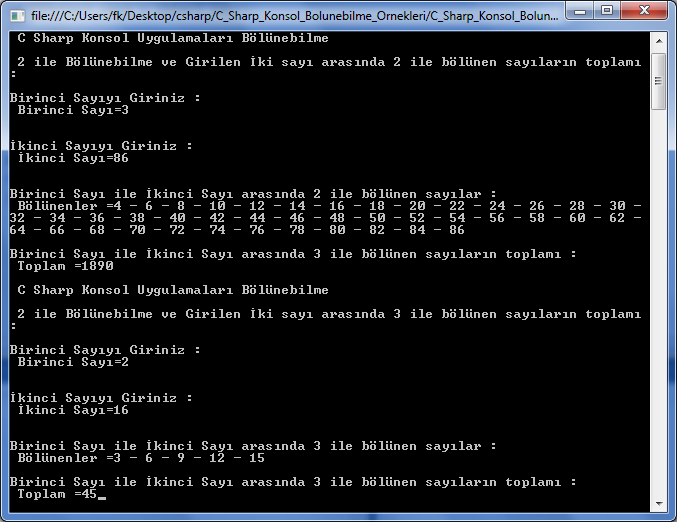 file:///C:/Users/fk/Desktop/csharp/C_Sharp_Konsol_Bolunebilme_Ornekleri/C_Sharp_Konsol_Bolun...
C Sharp Konsol Uygulamaları Bölünebilme
2 ile Bölünebilme ve Girilen İki sayı arasında 2 ile bölünen sayıların toplamı
:
Birinci Sayıyı Giriniz :
Birinci Sayı=3
İkinci Sayıyı Giriniz :
İkinci Sayı=86
Birinci Sayı ile İkinci Sayı arasında 2 ile bölünen sayılar :
Bölünenler =4 - 6 - 8 - 10 - 12 - 14 - 16 - 18 - 20 - 22 - 24 - 26 - 28 - 30 -
32 - 34 - 36 - 38 - 40 - 42 - 44 - 46 - 48 - 50 - 52 - 54 - 56 - 58 - 60 - 62 -
64 - 66 - 68 - 70 - 72 - 74 - 76 - 78 - 80 - 82 - 84 - 86
Birinci Sayı ile İkinci Sayı arasında 3 ile bölünen sayıların toplamı :
Toplam =1890
C Sharp Konsol Uygulamaları Bölünebilme
2 ile Bölünebilme ve Girilen İki sayı arasında 3 ile bölünen sayıların toplamı
:
Birinci Sayıyı Giriniz :
Birinci Sayı=2
İkinci Sayıyı Giriniz :
İkinci Sayı=16
Birinci Sayı ile İkinci Sayı arasında 3 ile bölünen sayılar :
Bölünenler =3 - 6 - 9 - 12 - 15
Birinci Sayı ile İkinci Sayı arasında 3 ile bölünen sayıların toplamı :
Toplam =45_